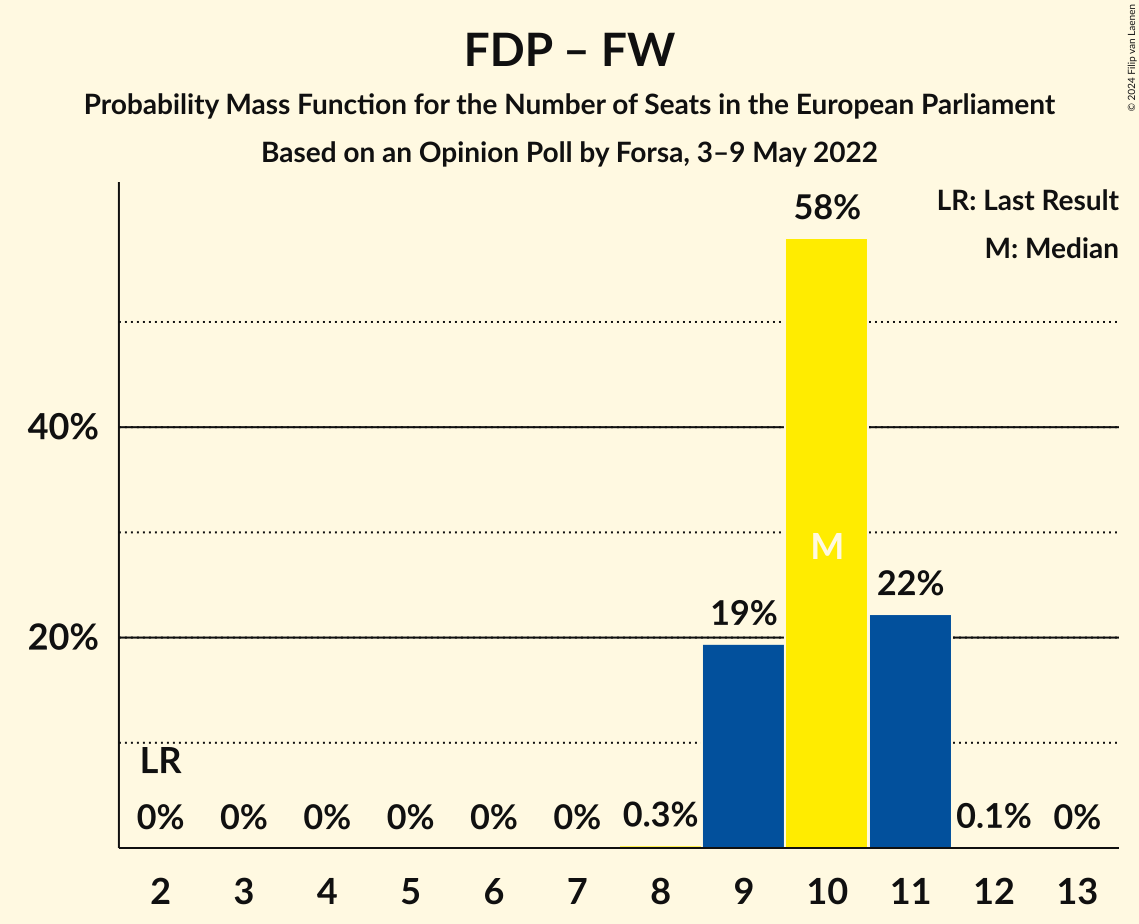 FDP – FW
Probability Mass Function for the Number of Seats in the European Parliament
Based on an Opinion Poll by Forsa, 3–9 May 2022
© 2024 Filip van Laenen
LR: Last Result
M: Median
58%
40%
M
22%
19%
20%
LR
0% 0% 0% 0% 0% 0% 0.3% 0.1% 0%
2 3 4 5 6 7 8 9 10 11 12 13